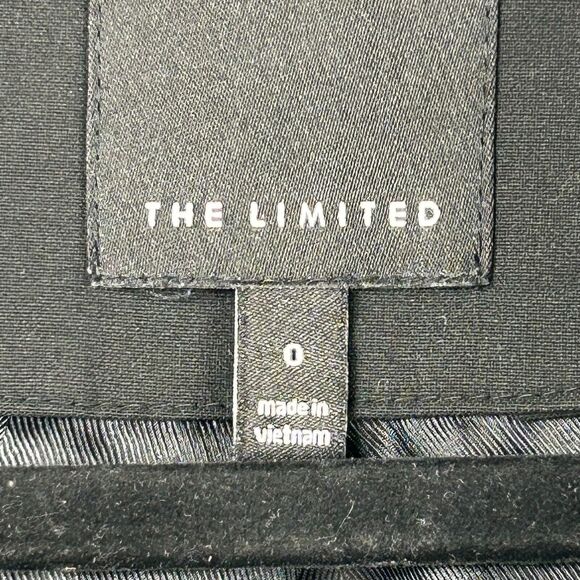 THE LIMITED
0
made in
vietnam